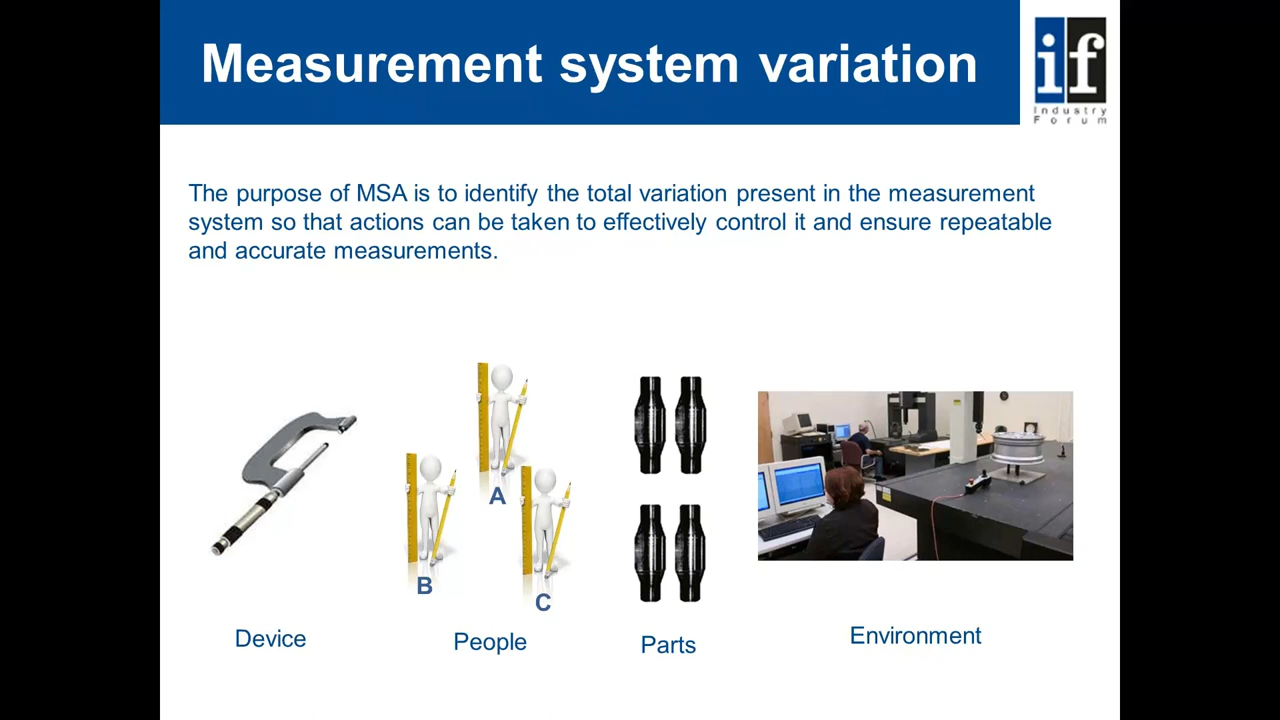 Measurement system variation
if
Industry
Forum
The purpose of MSA is to identify the total variation present in the measurement
system so that actions can be taken to effectively control it and ensure repeatable
and accurate measurements.
A
B
C
Device
People
Parts
Environment